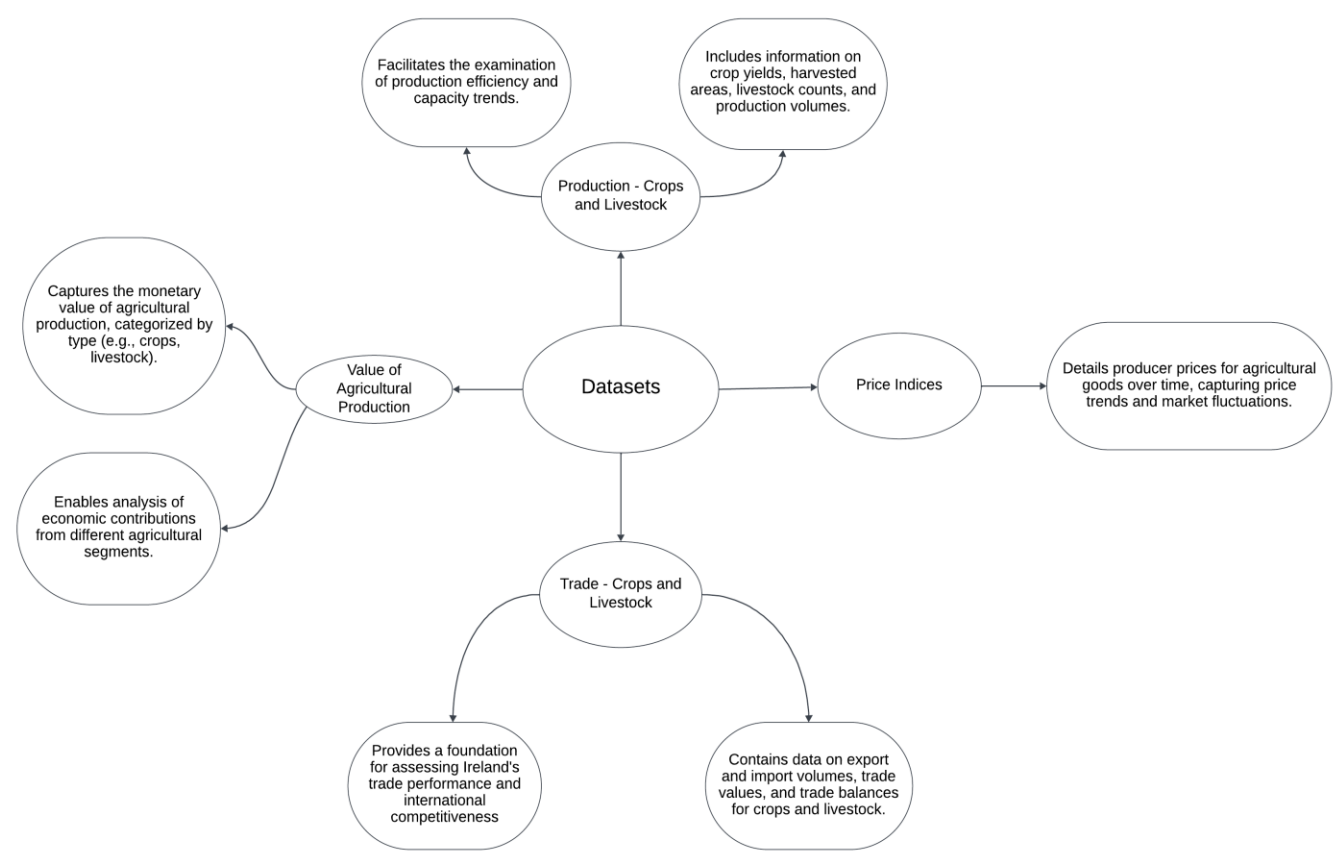 Facilitates the examination
of production efficiency and
capacity trends.
Includes information on
crop yields, harvested
areas, livestock counts, and
production volumes.
Production - Crops
and Livestock
Captures the monetary
value of agricultural
production, categorized by
type (e.g., crops,
livestock).
Value of
Agricultural
Production
Datasets
Price Indices
Details producer prices for agricultural
goods over time, capturing price
trends and market fluctuations.
Enables analysis of
economic contributions
from different agricultural
segments.
Trade - Crops and
Livestock
Provides a foundation
for assessing Ireland's
trade performance and
international
competitiveness
Contains data on export
and import volumes, trade
values, and trade balances
for crops and livestock.